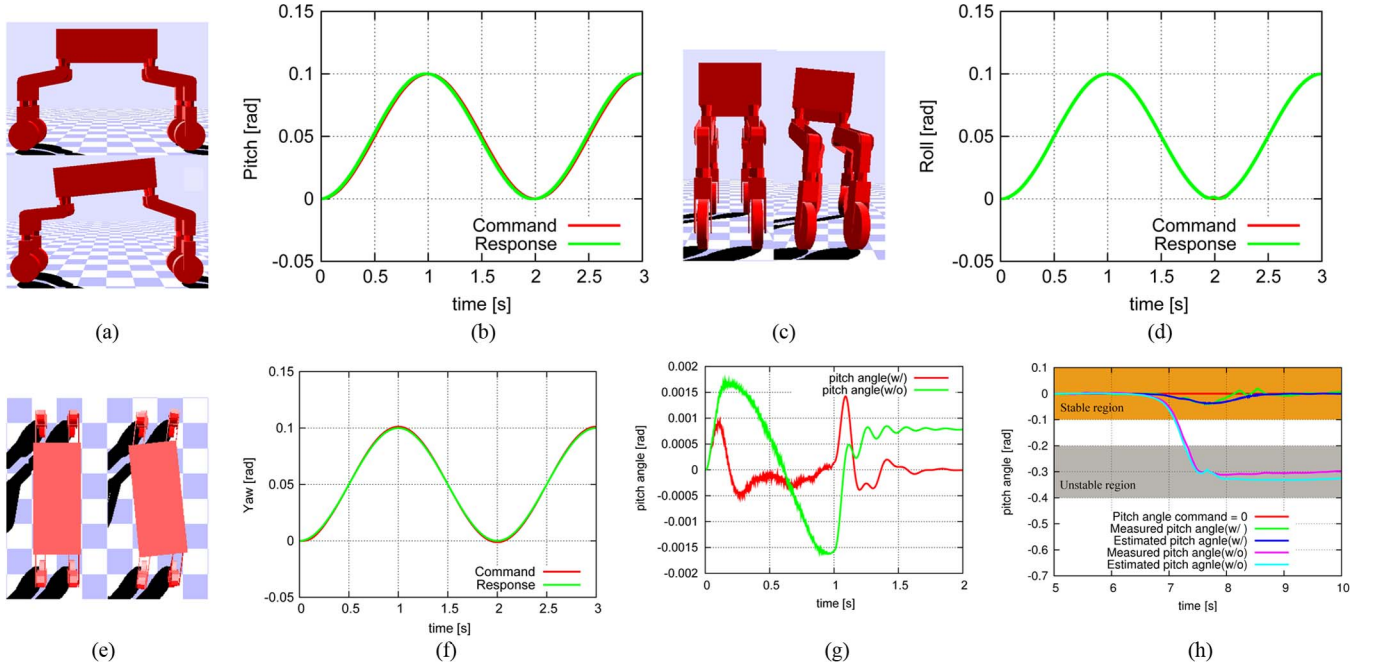 0.15
0.1
0.05
0
-0.05
Pitch [rad]
Command
Response
0 0.5 1 1.5 2 2.5 3
time [s]
0.15
0.1
0.05
0
-0.05
Roll [rad]
Command
Response
0 0.5 1 1.5 2 2.5 3
time [s]
(a)
(b)
(c)
(d)
0.15
0.1
0.05
0
-0.05
Yaw [rad]
Command
Response
0 0.5 1 1.5 2 2.5 3
time [s]
0.002
0.0015
0.001
0.0005
0
-0.0005
-0.001
-0.0015
-0.002
pitch angle [rad]
pitch angle(w/)
pitch angle(w/o)
0 0.5 1 1.5 2
time [s]
0.1
0
-0.1
-0.2
-0.3
-0.4
-0.5
-0.6
-0.7
pitch angle [rad]
Stable region
Unstable region
Pitch angle command = 0
Measured pitch angle(w/ )
Estimated pitch agnle(w/)
Measured pitch angle(w/o)
Estimated pitch agnle(w/o)
5 6 7 8 9 10
time [s]
(e)
(f)
(g)
(h)